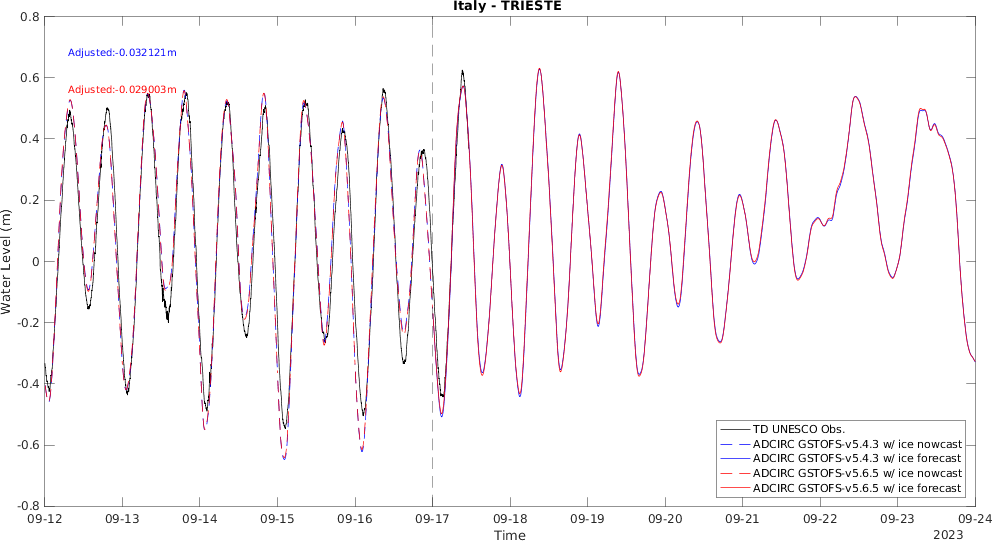 Italy - TRIESTE
Adjusted:-0.032121m
Adjusted:-0.029003m
Water Level (m)
0.8
0.6
0.4
0.2
0
-0.2
-0.4
-0.6
-0.8
TD UNESCO Obs.
ADCIRC GSTOFS-v5.4.3 w/ ice nowcast
ADCIRC GSTOFS-v5.4.3 w/ ice forecast
ADCIRC GSTOFS-v5.6.5 w/ ice nowcast
ADCIRC GSTOFS-v5.6.5 w/ ice forecast
09-12 09-13 09-14 09-15 09-16 09-17 09-18 09-19 09-20 09-21 09-22 09-23 09-24
Time
2023